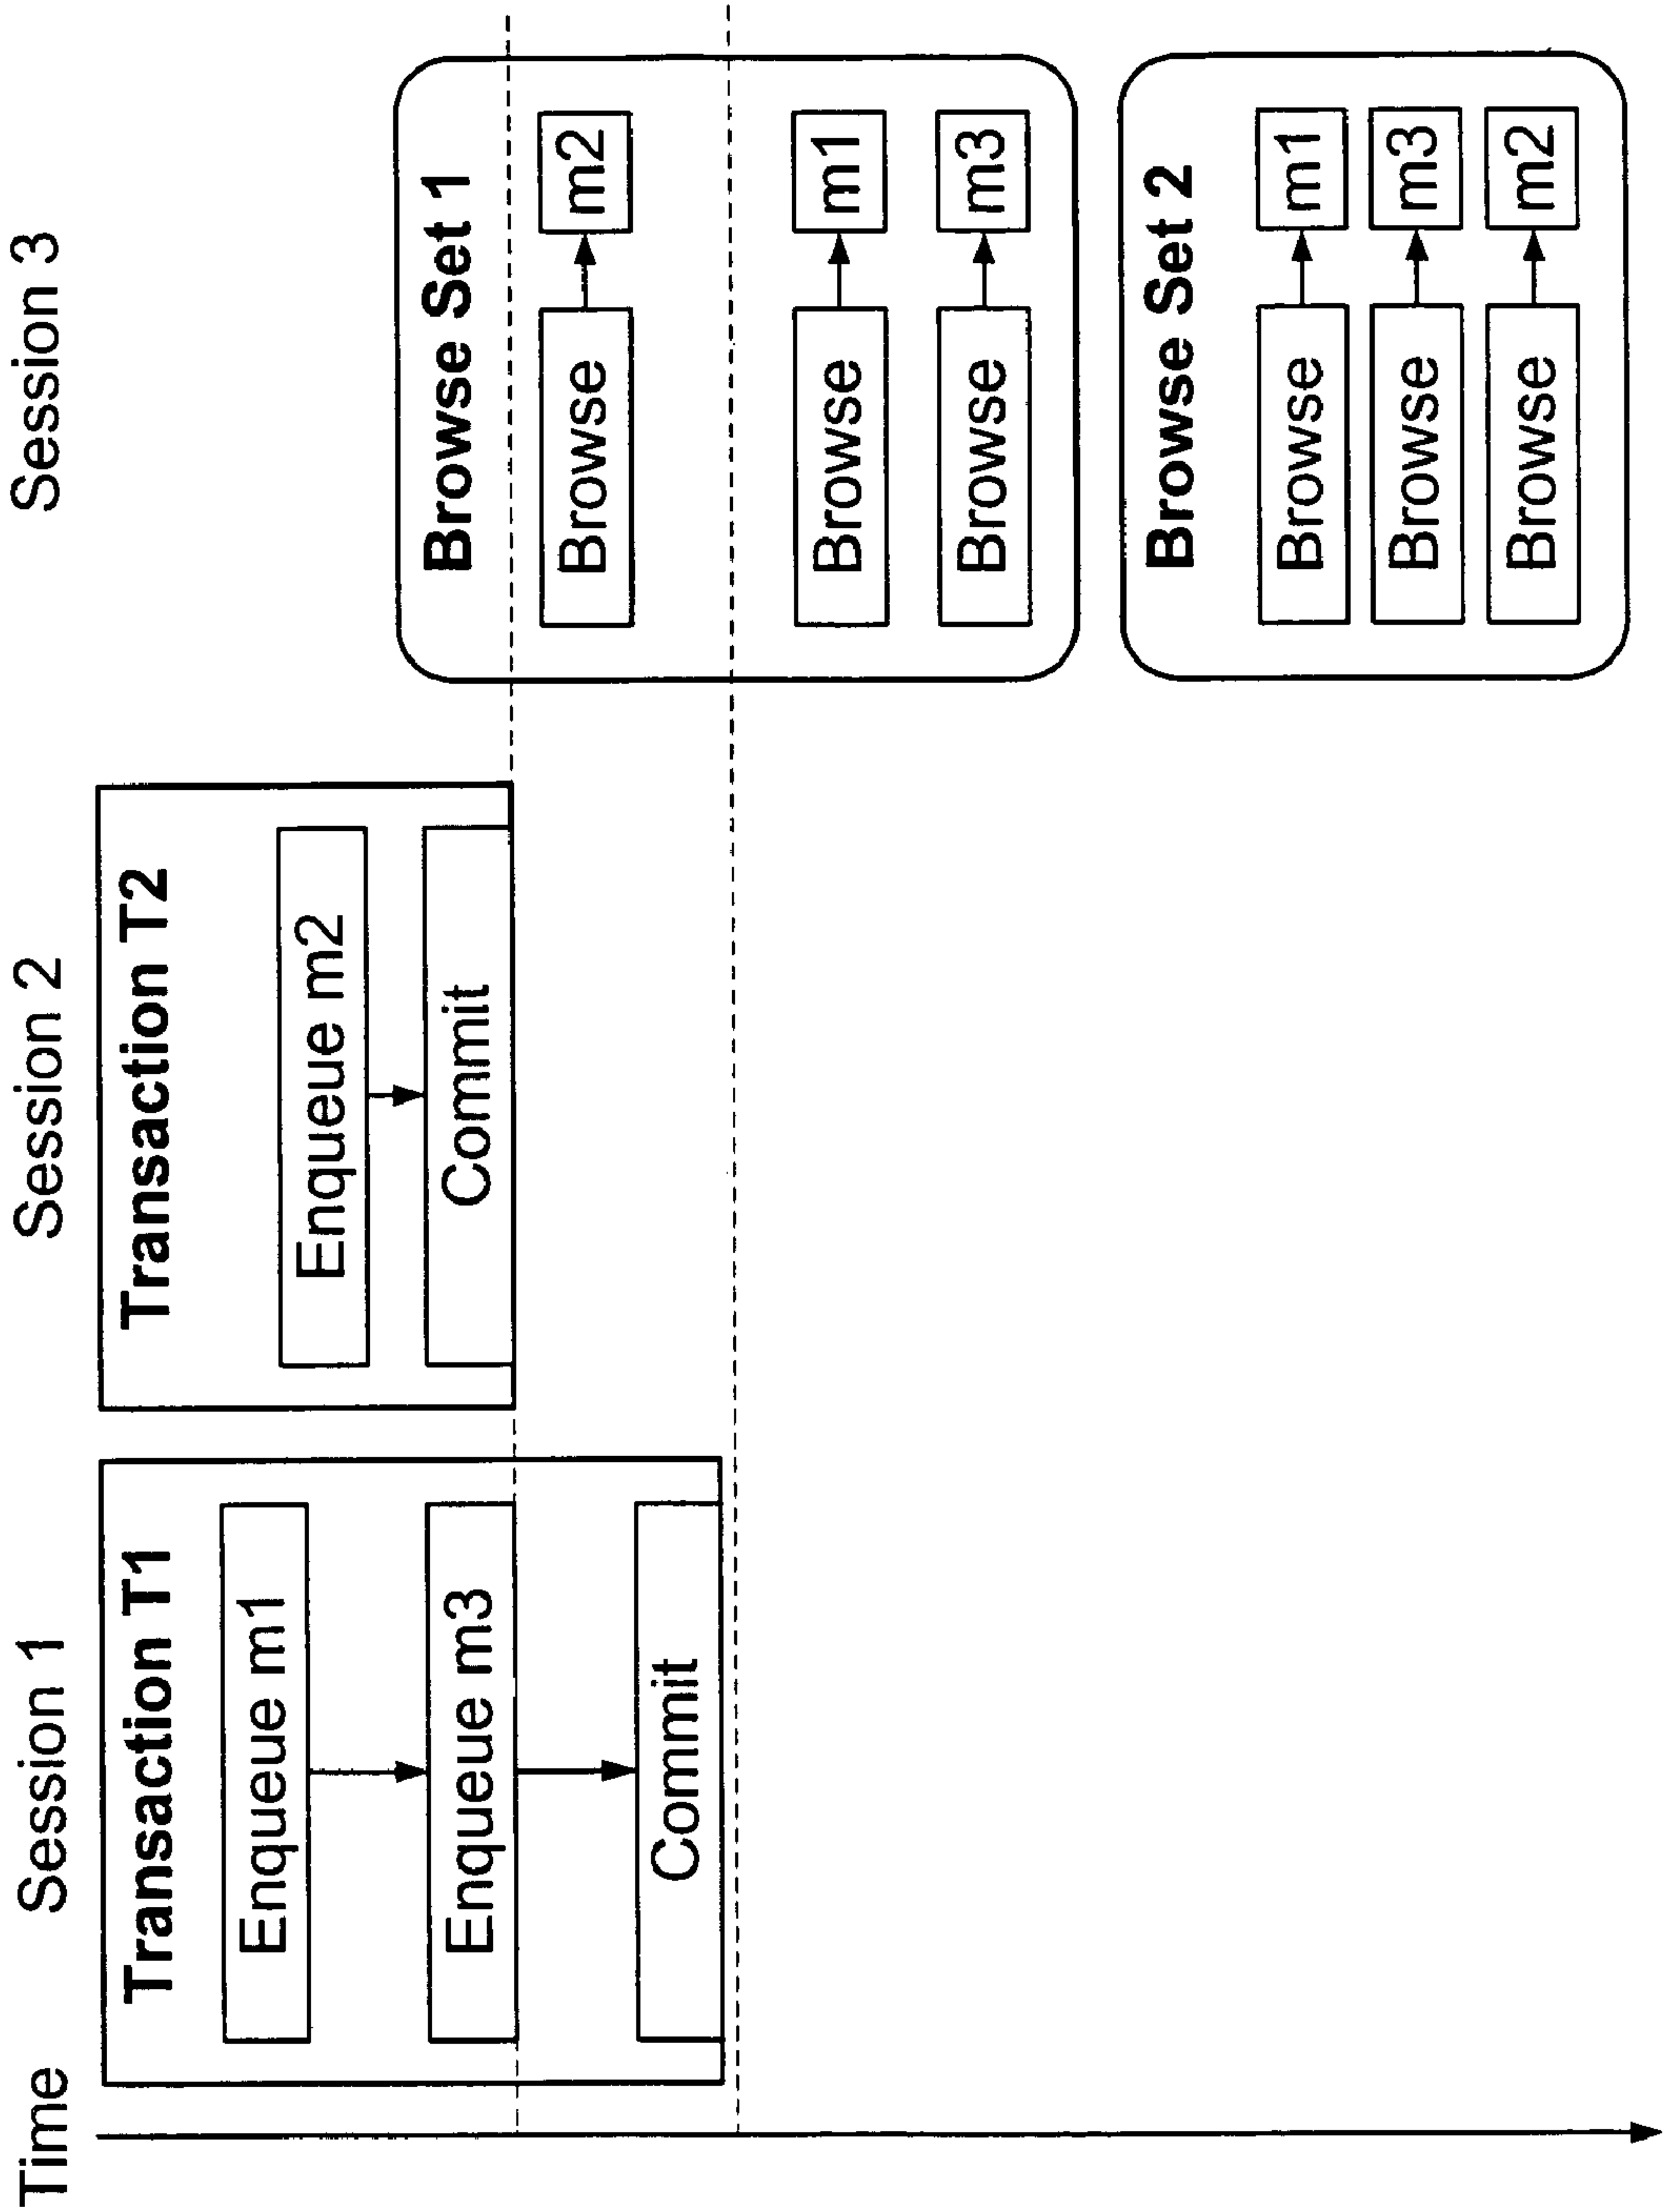 Time
Session 1
Session 2
Session 3
Transaction T1
Enqueue m1
Enqueue m3
Commit
Transaction T2
Enqueue m2
Commit
Browse Set 1
Browse
m2
Browse
m1
Browse
m3
Browse Set 2
Browse
m1
Browse
m3
Browse
m2